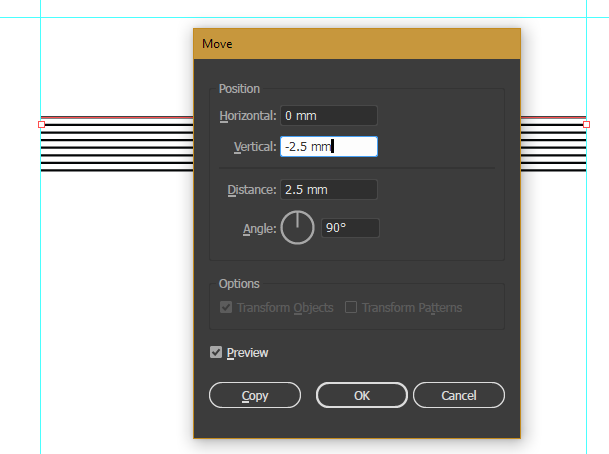 Move
Position
Horizontal: 0 mm
Vertical: -2.5 mm
Distance: 2.5 mm
Angle: 90°
Options
Transform Objects Transform Patterns
Preview
Copy OK Cancel